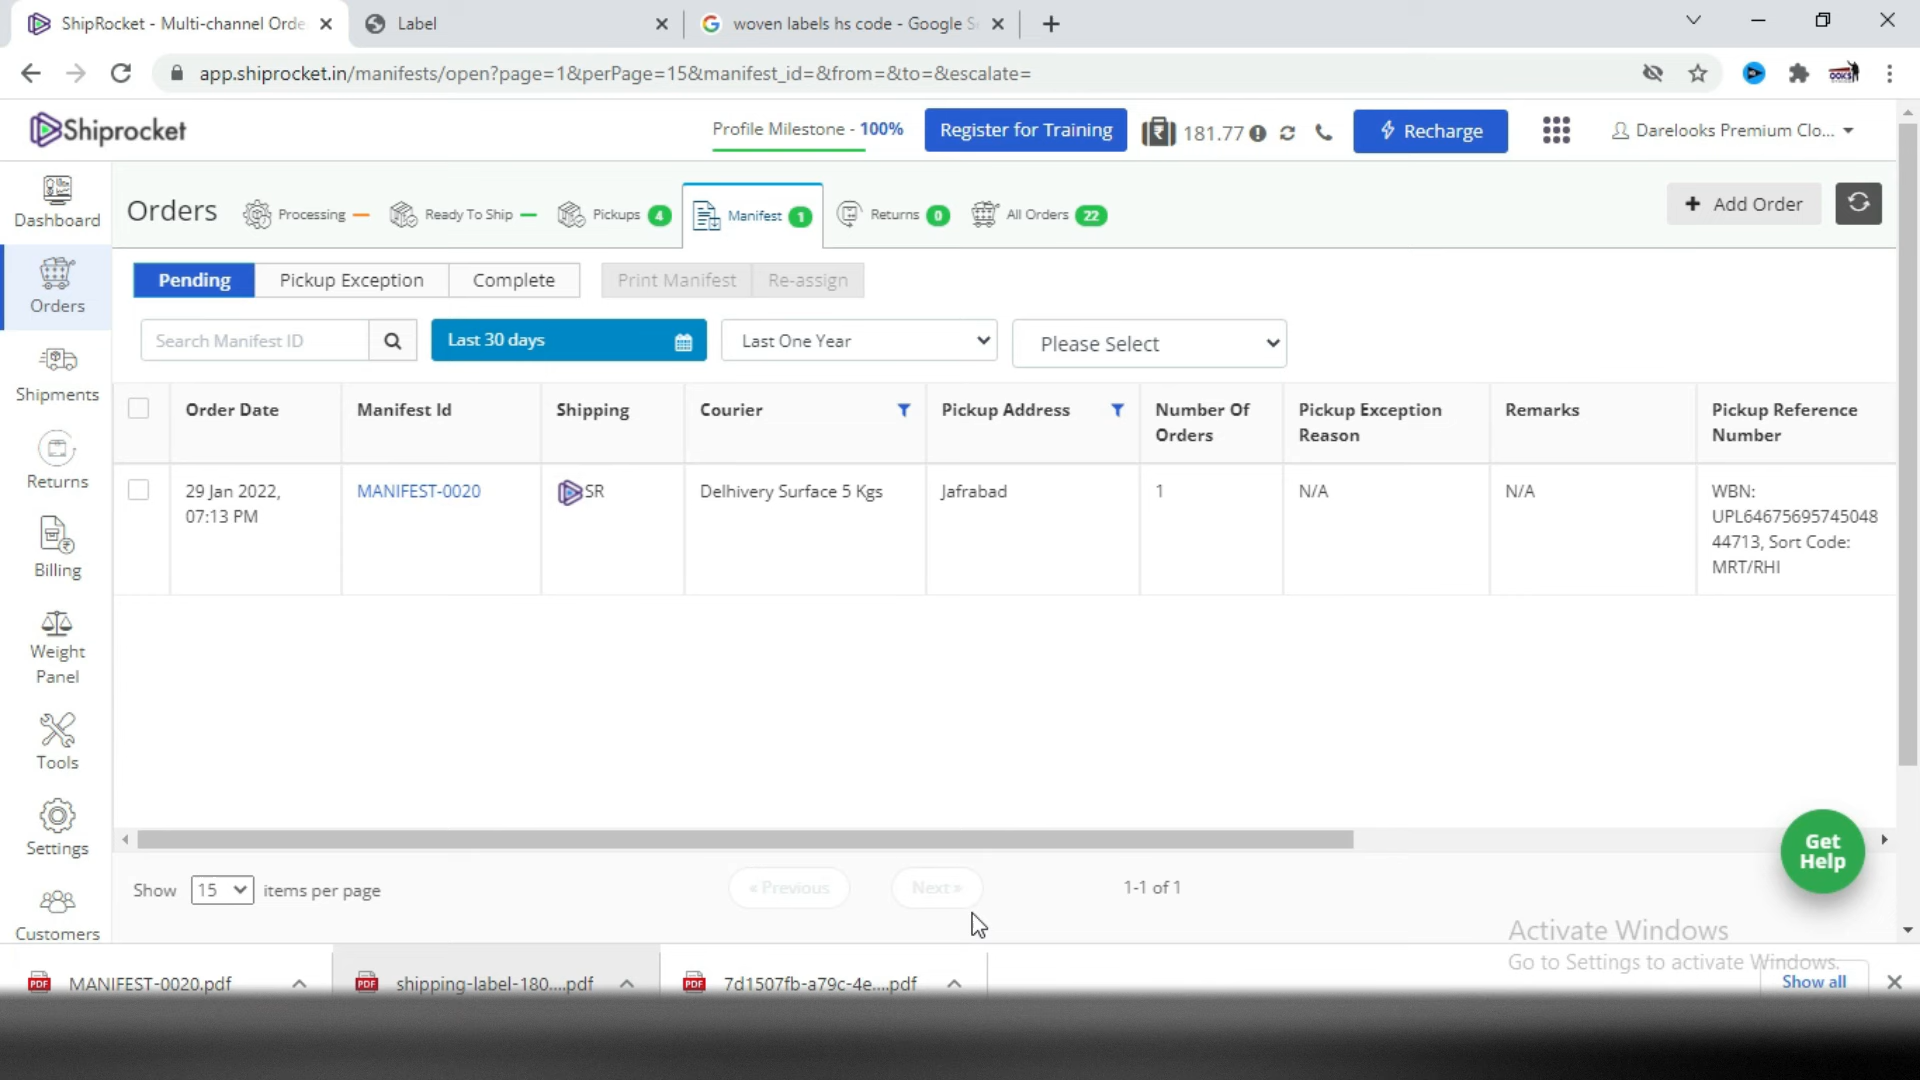 ShipRocket - Multi-channel Orde
Label
woven labels hs code - Google S
app.shiprocket.in/manifests/open?page=1&perPage=15&manifest_id=&from=&to=&escalate=
OOKS
Shiprocket
Profile Milestone - 100%
Register for Training
181.77
Recharge
Darelooks Premium Clo...
Dashboard
Orders
Shipments
Returns
Billing
Weight
Panel
Tools
Settings
Customers
Orders
Processing
Ready To Ship
Pickups 4
Manifest 1
Returns 0
All Orders 22
+ Add Order
Pending
Pickup Exception
Complete
Print Manifest
Re-assign
Search Manifest ID
Last 30 days
Last One Year
Please Select
Order Date
Manifest Id
Shipping
Courier
Pickup Address
Number Of
Orders
Pickup Exception
Reason
Remarks
Pickup Reference
Number
29 Jan 2022,
07:13 PM
MANIFEST-0020
SR
Delhivery Surface 5 Kgs
Jafrabad
1
N/A
N/A
WBN:
UPL64675695745048
44713, Sort Code:
MRT/RHI
Show 15 items per page
« Previous
Next »
1-1 of 1
Get
Help
Activate Windows
Go to Settings to activate Windows.
PDF MANIFEST-0020.pdf
PDF shipping-label-180....pdf
PDF 7d1507fb-a79c-4e....pdf
Show all